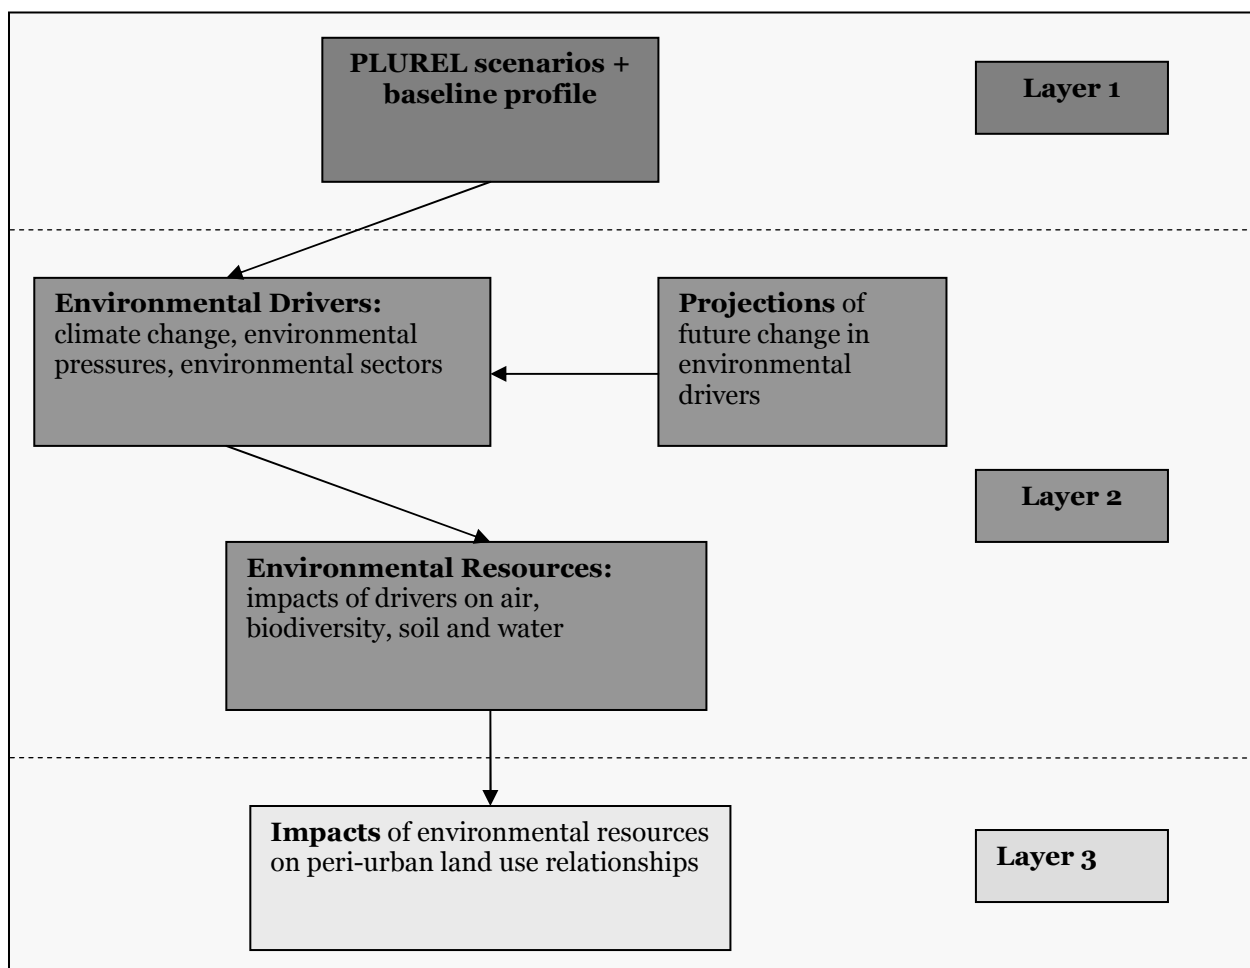 PLUREL scenarios +
baseline profile
Layer 1
Environmental Drivers:
climate change, environmental
pressures, environmental sectors
Projections of
future change in
environmental
drivers
Layer 2
Environmental Resources:
impacts of drivers on air,
biodiversity, soil and water
Impacts of environmental resources
on peri-urban land use relationships
Layer 3